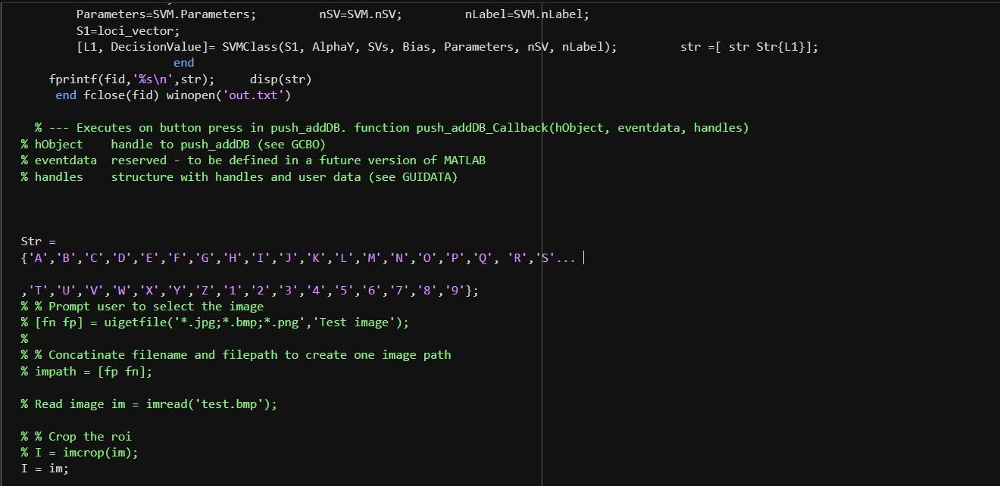 Parameters=SVM.Parameters;         nSV=SVM.nSV;         nLabel=SVM.nLabel;
S1=loci_vector;
[L1, DecisionValue]= SVMClass(S1, AlphaY, SVs, Bias, Parameters, nSV, nLabel);         str =[ str Str{L1}];
end
fprintf(fid,'%s\n',str);     disp(str)
end fclose(fid) winopen('out.txt')
% --- Executes on button press in push_addDB. function push_addDB_Callback(hObject, eventdata, handles)
% hObject    handle to push_addDB (see GCBO)
% eventdata  reserved - to be defined in a future version of MATLAB
% handles    structure with handles and user data (see GUIDATA)
Str =
{'A','B','C','D','E','F','G','H','I','J','K','L','M','N','O','P','Q', 'R','S'...
,'T','U','V','W','X','Y','Z','1','2','3','4','5','6','7','8','9'};
% % Prompt user to select the image
% [fn fp] = uigetfile('*.jpg;*.bmp;*.png','Test image');
%
% % Concatinate filename and filepath to create one image path
% impath = [fp fn];
% Read image im = imread('test.bmp');
% % Crop the roi
% I = imcrop(im);
I = im;